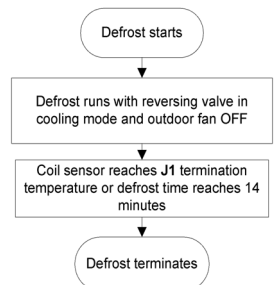 Defrost starts
Defrost runs with reversing valve in
cooling mode and outdoor fan OFF
Coil sensor reaches J1 termination
temperature or defrost time reaches 14
minutes
Defrost terminates